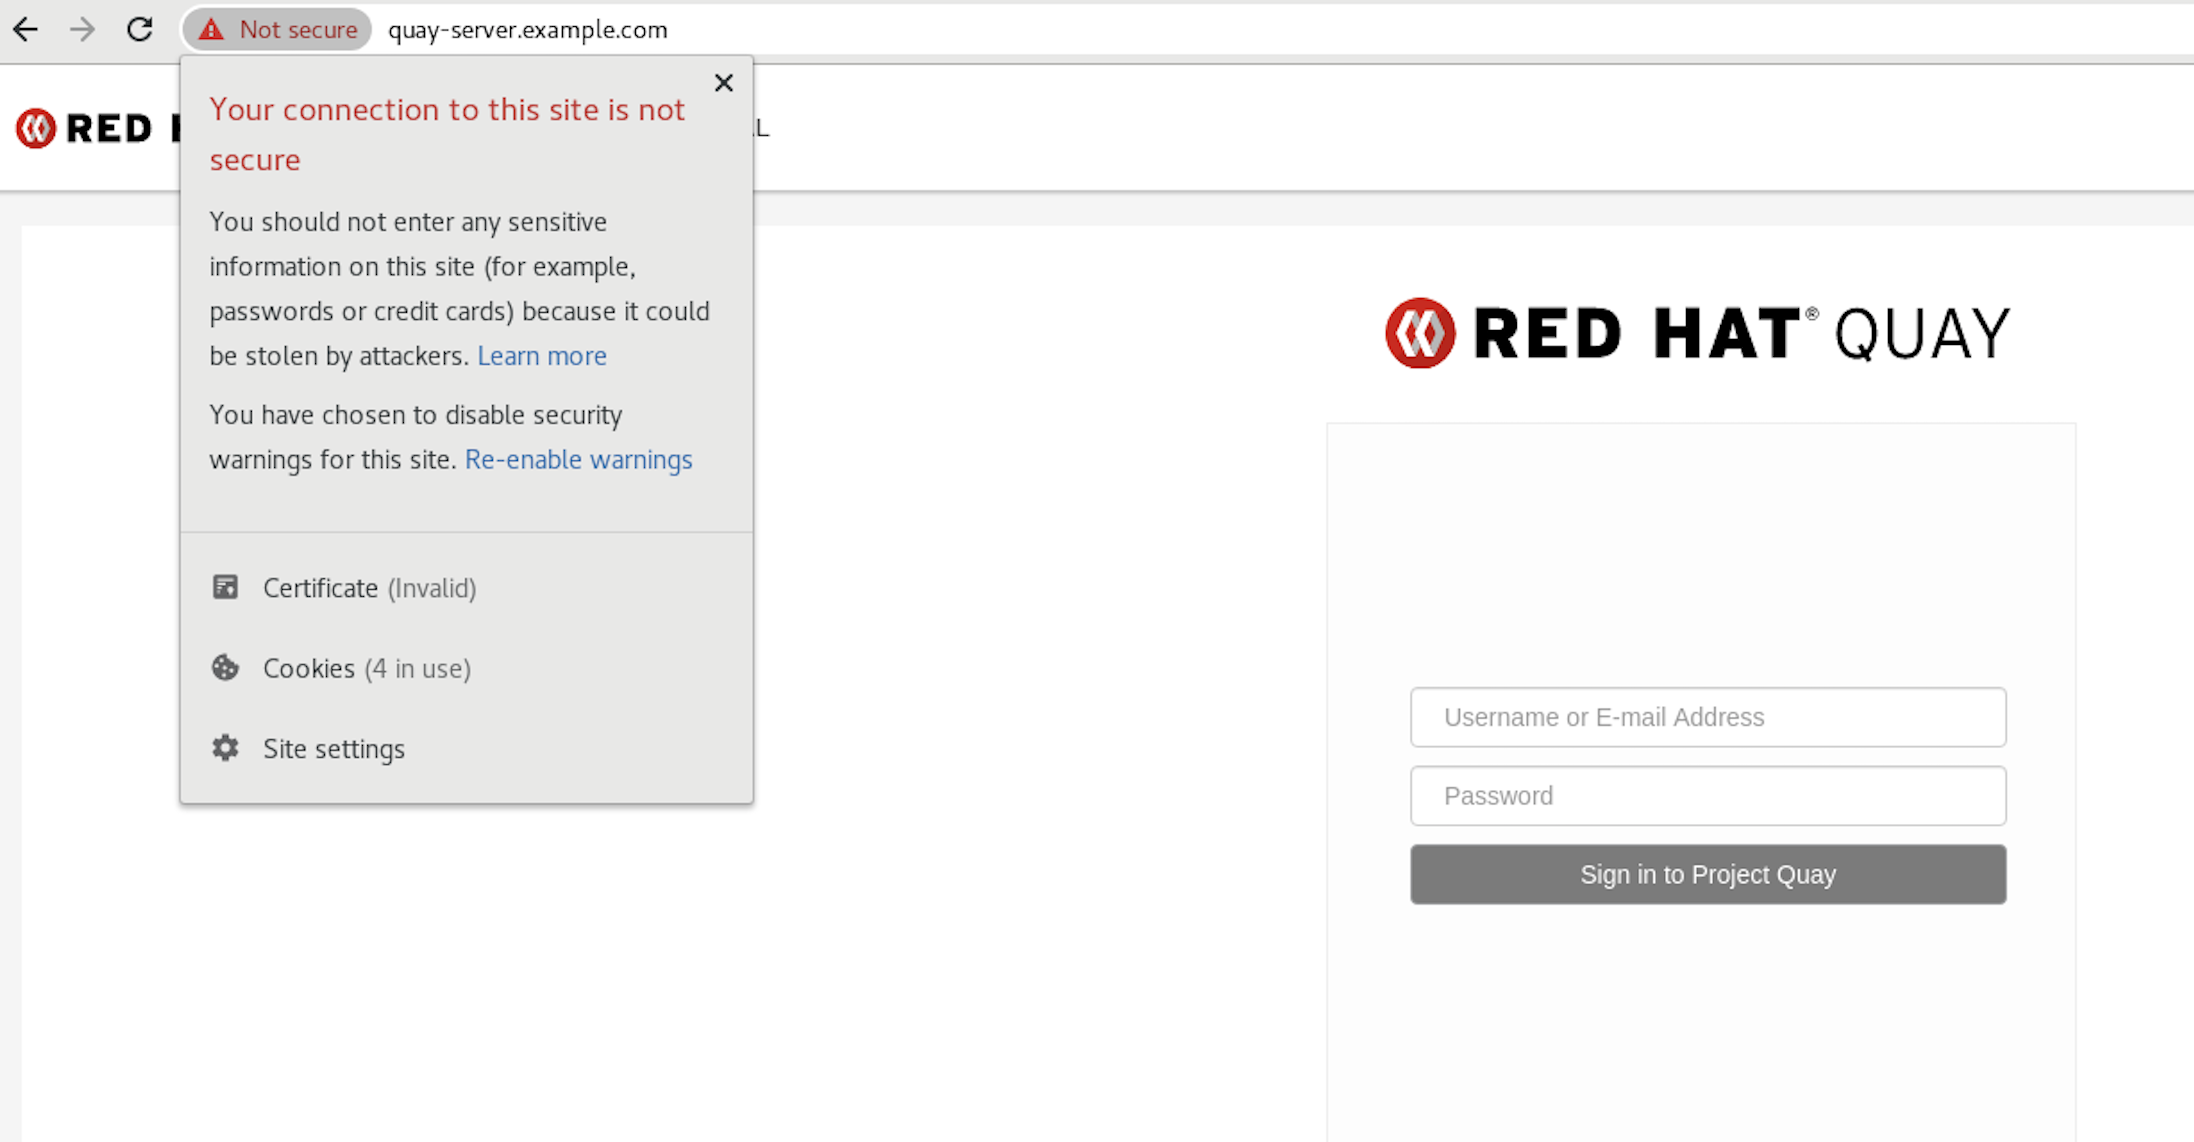 Not secure quay-server.example.com
RED
Your connection to this site is not
secure
You should not enter any sensitive
information on this site (for example,
passwords or credit cards) because it could
be stolen by attackers. Learn more
You have chosen to disable security
warnings for this site. Re-enable warnings
Certificate (Invalid)
Cookies (4 in use)
Site settings
RED HAT® QUAY
Username or E-mail Address
Password
Sign in to Project Quay